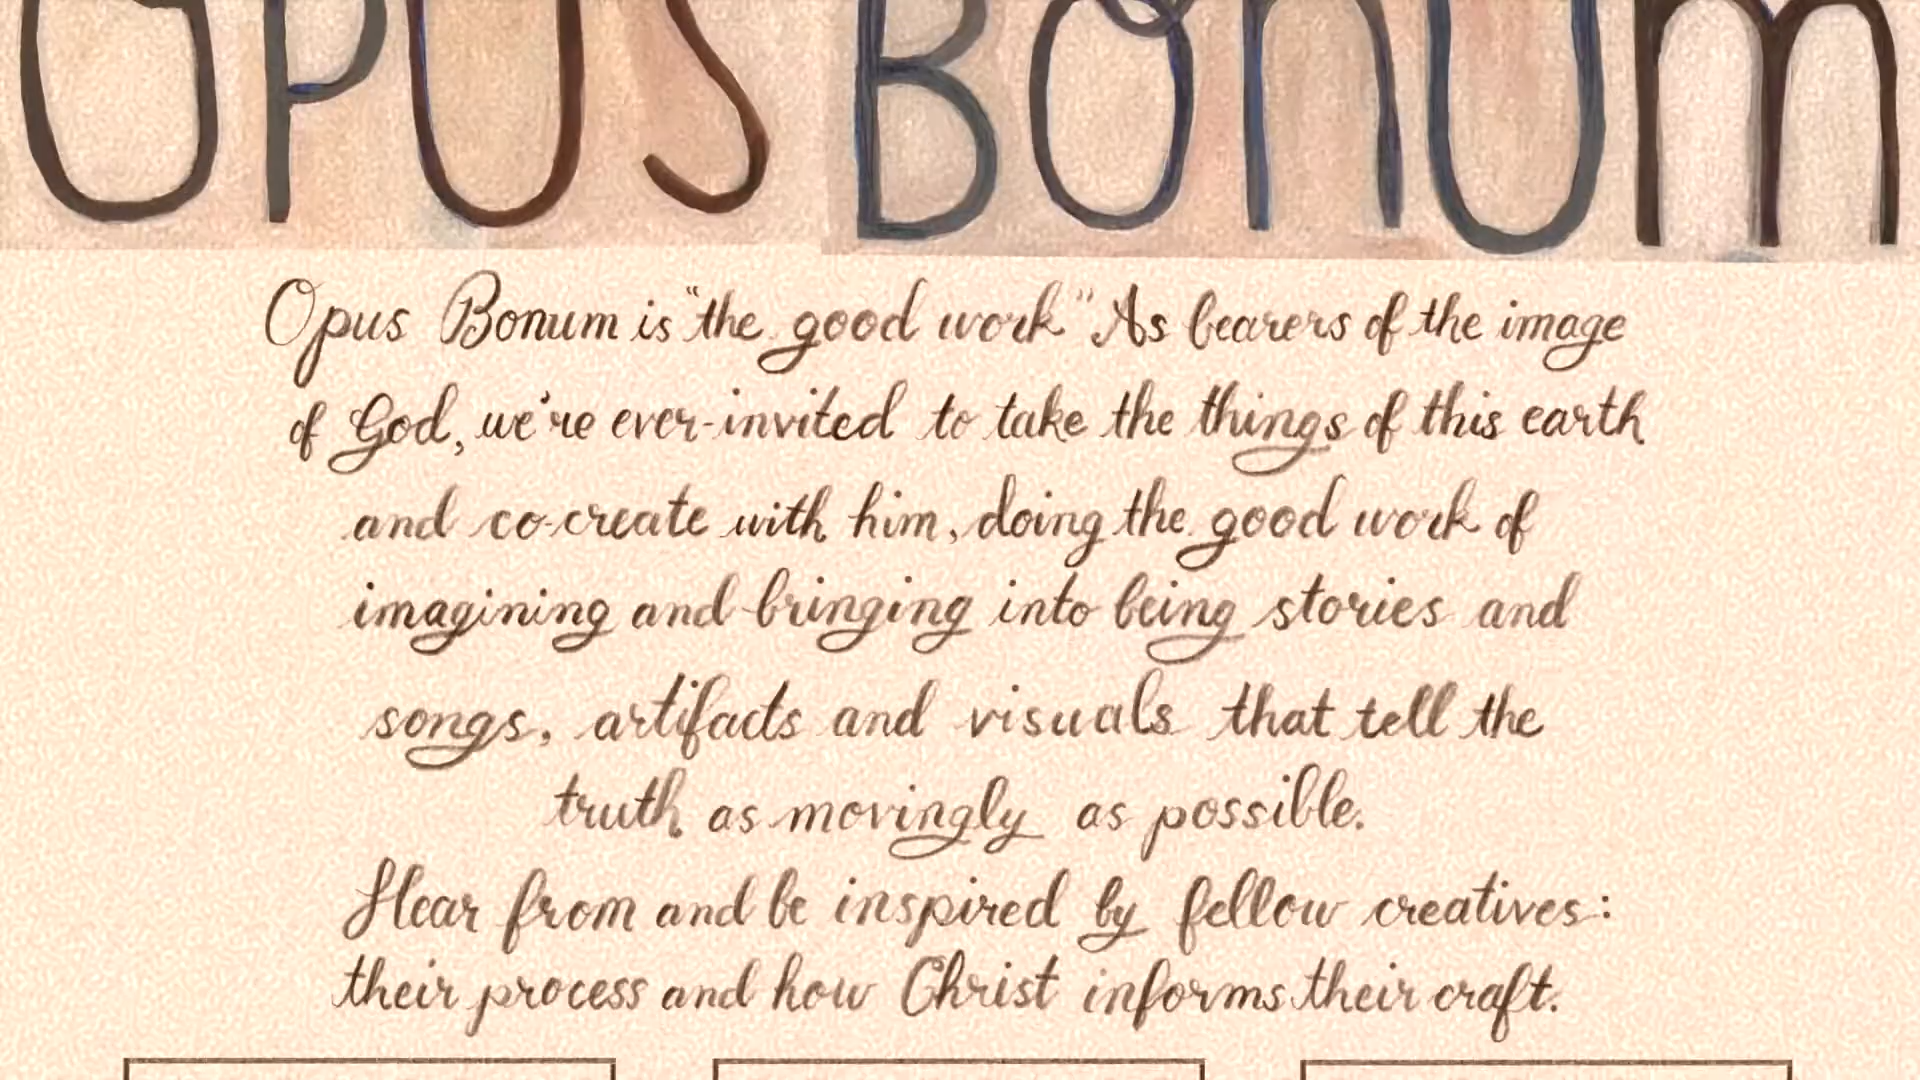 OPUS BONUM
Opus Bonum is "the good work" As bearers of the image
of God, we're ever-invited to take the things of this earth
and co-create with him, doing the good work of
imagining and bringing into being stories and
songs, artifacts and visuals that tell the
truth as movingly as possible.
Hear from and be inspired by fellow creatives:
their process and how Christ informs their craft.